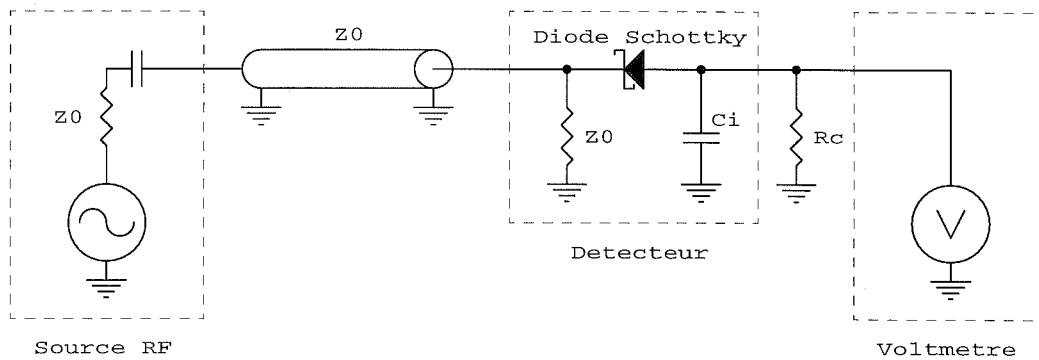 Z0
Diode Schottky
Z0
Z0
Ci
Rc
V
Detecteur
Source RF
Voltmetre